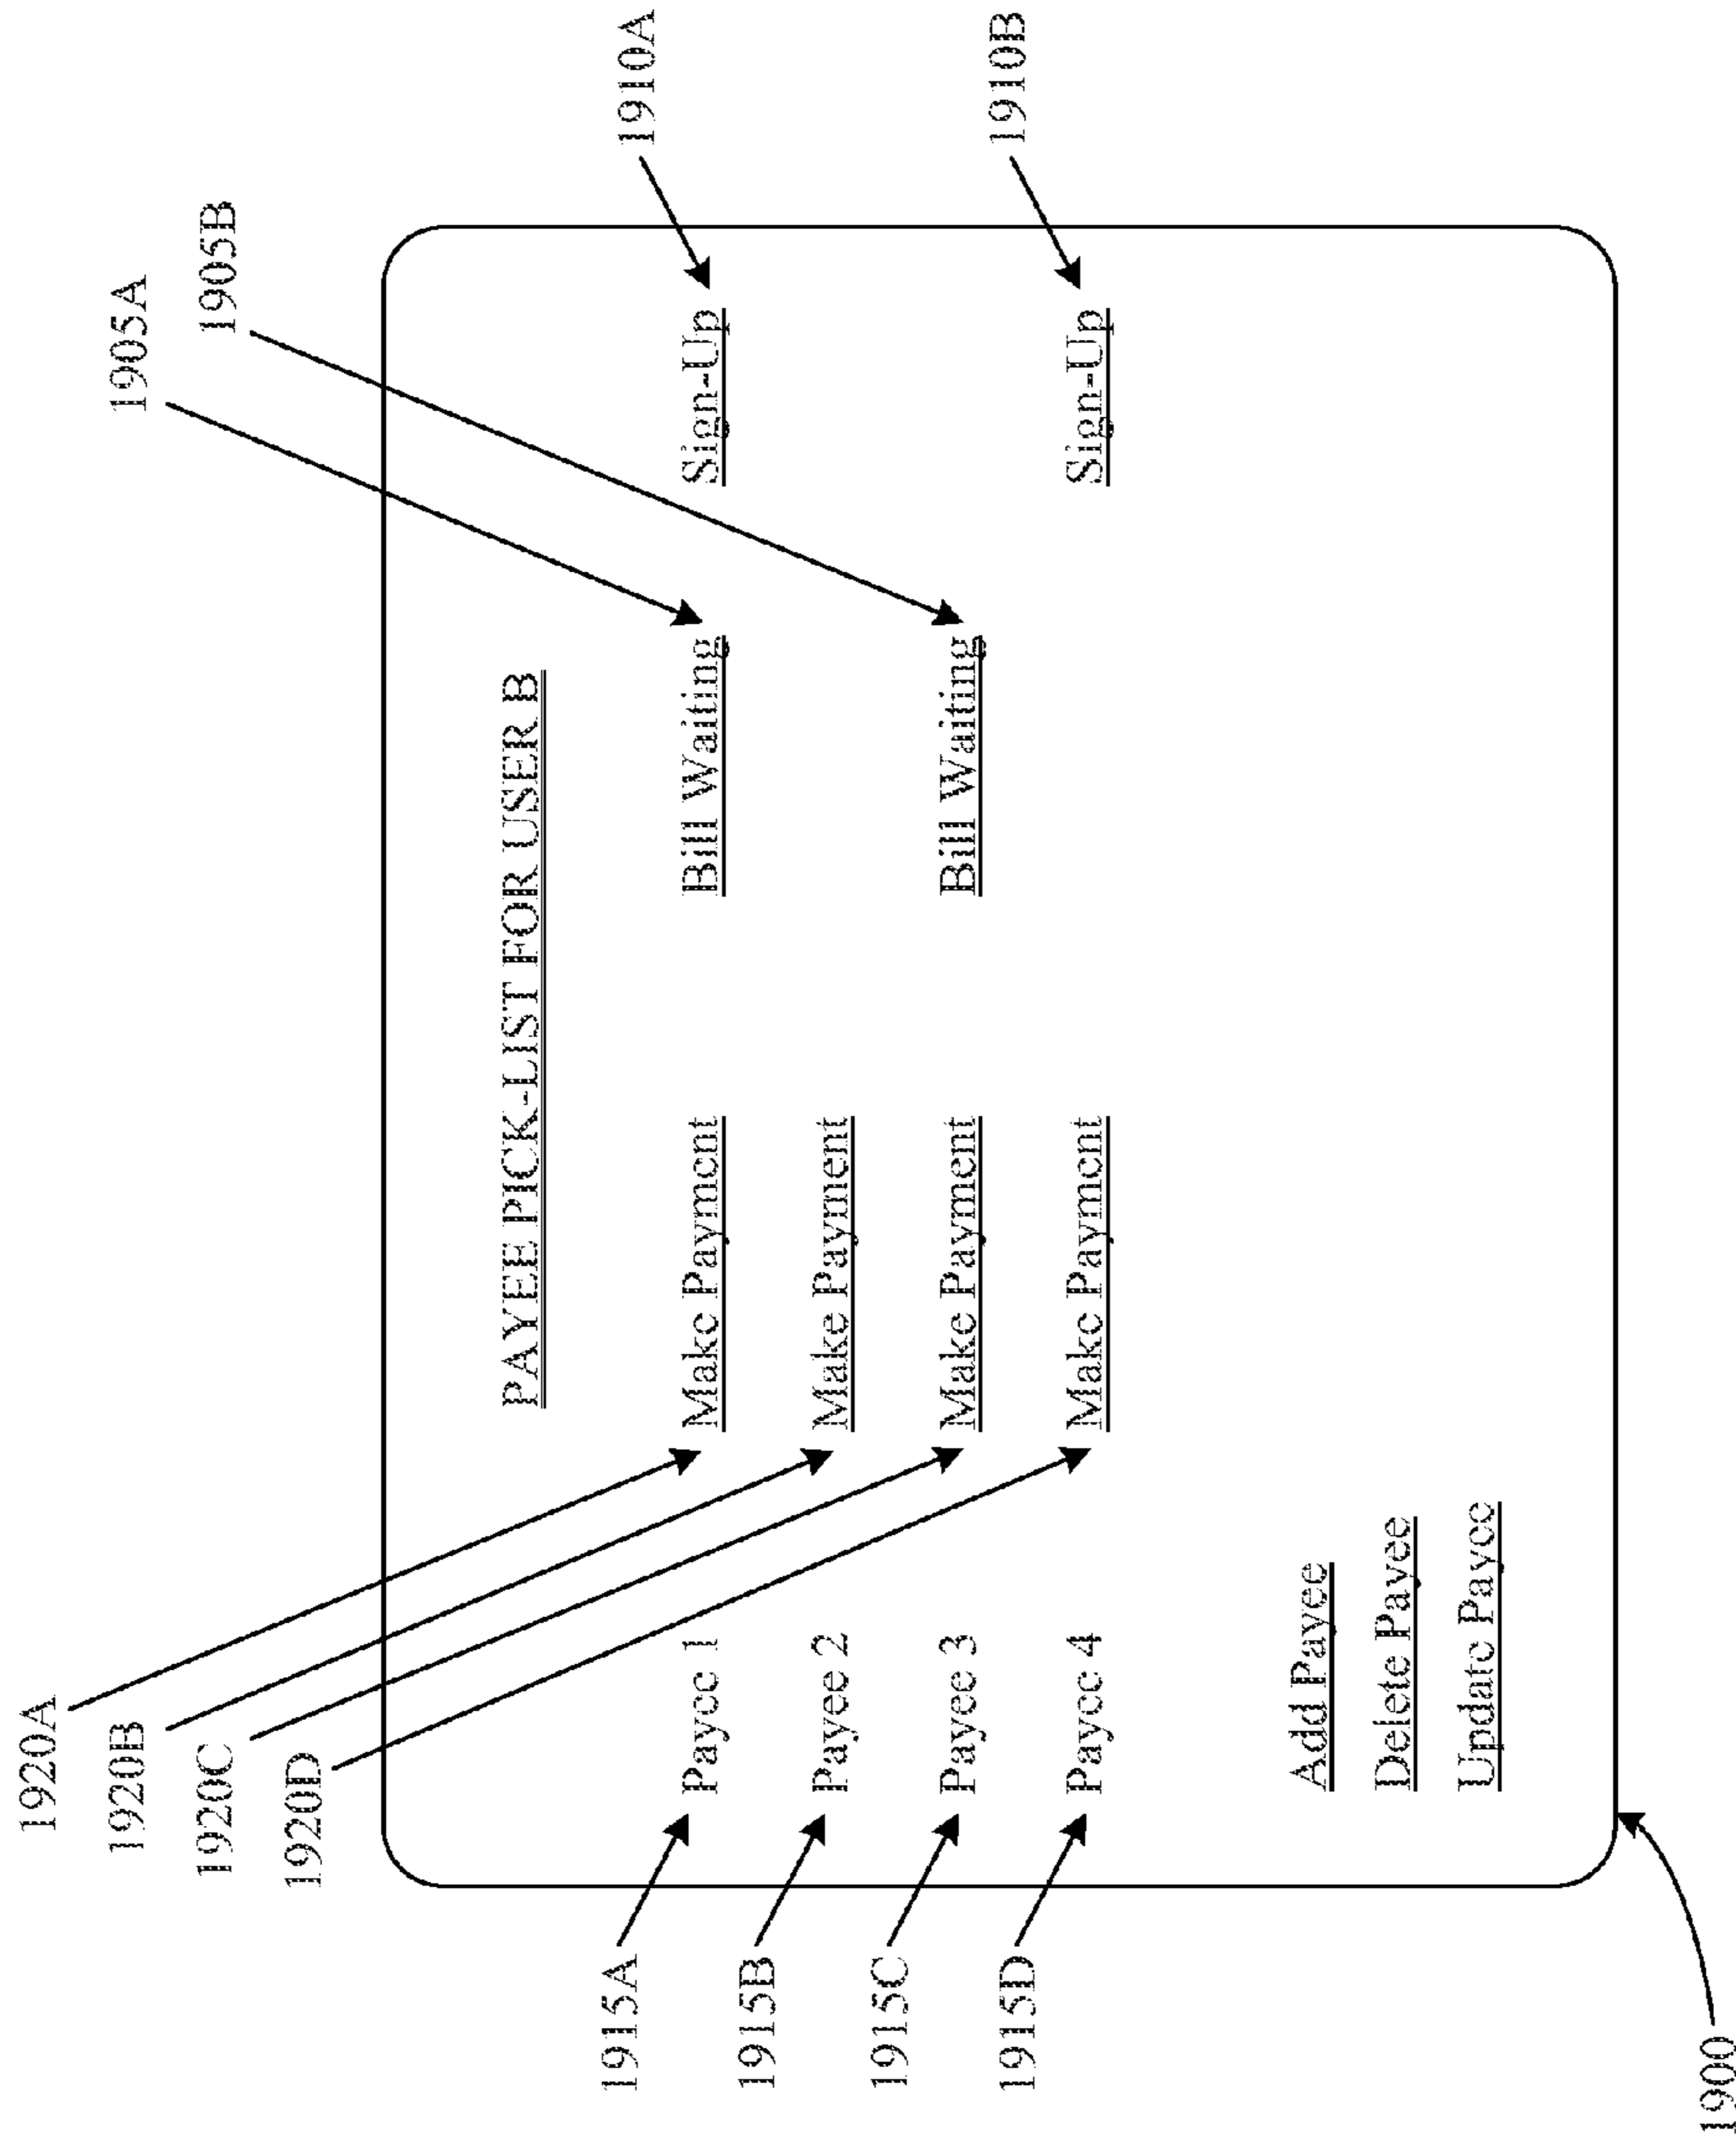 1920A
1920B 1905A
1920C 1905B
1920D
PAYEE PICK-LIST FOR USER B
1915A 1910A
Payee 1 Make Payment Bill Waiting Sign-Up
1915B
Payee 2 Make Payment
1915C
Payee 3 Make Payment Bill Waiting
1915D 1910B
Payee 4 Make Payment Sign-Up
Add Payee
Delete Payee
Update Payee
1900